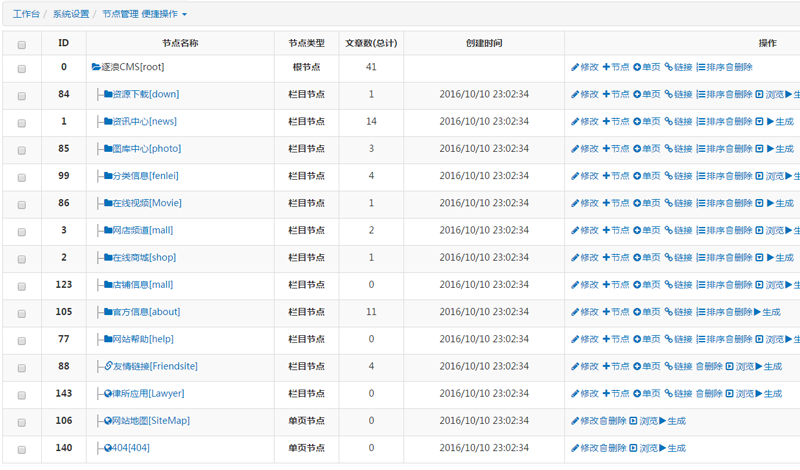 工作台 / 系统设置 / 节点管理 便捷操作
ID 节点名称 节点类型 文章数(总计) 创建时间 操作
0 逐浪CMS[root] 根节点 41 修改 节点 单页 链接 排序 删除
84 资源下载[down] 栏目节点 1 2016/10/10 23:02:34 修改 节点 单页 链接 排序 删除 浏览 生
1 资讯中心[news] 栏目节点 14 2016/10/10 23:02:34 修改 节点 单页 链接 排序 删除 生成
85 图库中心[photo] 栏目节点 3 2016/10/10 23:02:34 修改 节点 单页 链接 排序 删除 生成
99 分类信息[fenlei] 栏目节点 4 2016/10/10 23:02:34 修改 节点 单页 链接 排序 删除 浏览 生
86 在线视频[Movie] 栏目节点 1 2016/10/10 23:02:34 修改 节点 单页 链接 排序 删除 生成
3 网店频道[mall] 栏目节点 2 2016/10/10 23:02:34 修改 节点 单页 链接 排序 删除 浏览 生
2 在线商城[shop] 栏目节点 1 2016/10/10 23:02:34 修改 节点 单页 链接 排序 删除 生成
123 店铺信息[mall] 栏目节点 0 2016/10/10 23:02:34 修改 节点 单页 链接 排序 删除 浏览 生
105 官方信息[about] 栏目节点 11 2016/10/10 23:02:34 修改 节点 单页 链接 排序 删除 生成
77 网站帮助[help] 栏目节点 0 2016/10/10 23:02:34 修改 节点 单页 链接 排序 删除 浏览 生
88 友情链接[Friendsite] 栏目节点 4 2016/10/10 23:02:34 修改 节点 单页 链接 删除 浏览 生成
143 律所应用[Lawyer] 栏目节点 0 2016/10/10 23:02:34 修改 节点 单页 链接 删除 浏览 生成
106 网站地图[SiteMap] 单页节点 0 2016/10/10 23:02:34 修改 删除 浏览 生成
140 404[404] 单页节点 0 2016/10/10 23:02:34 修改 删除 浏览 生成